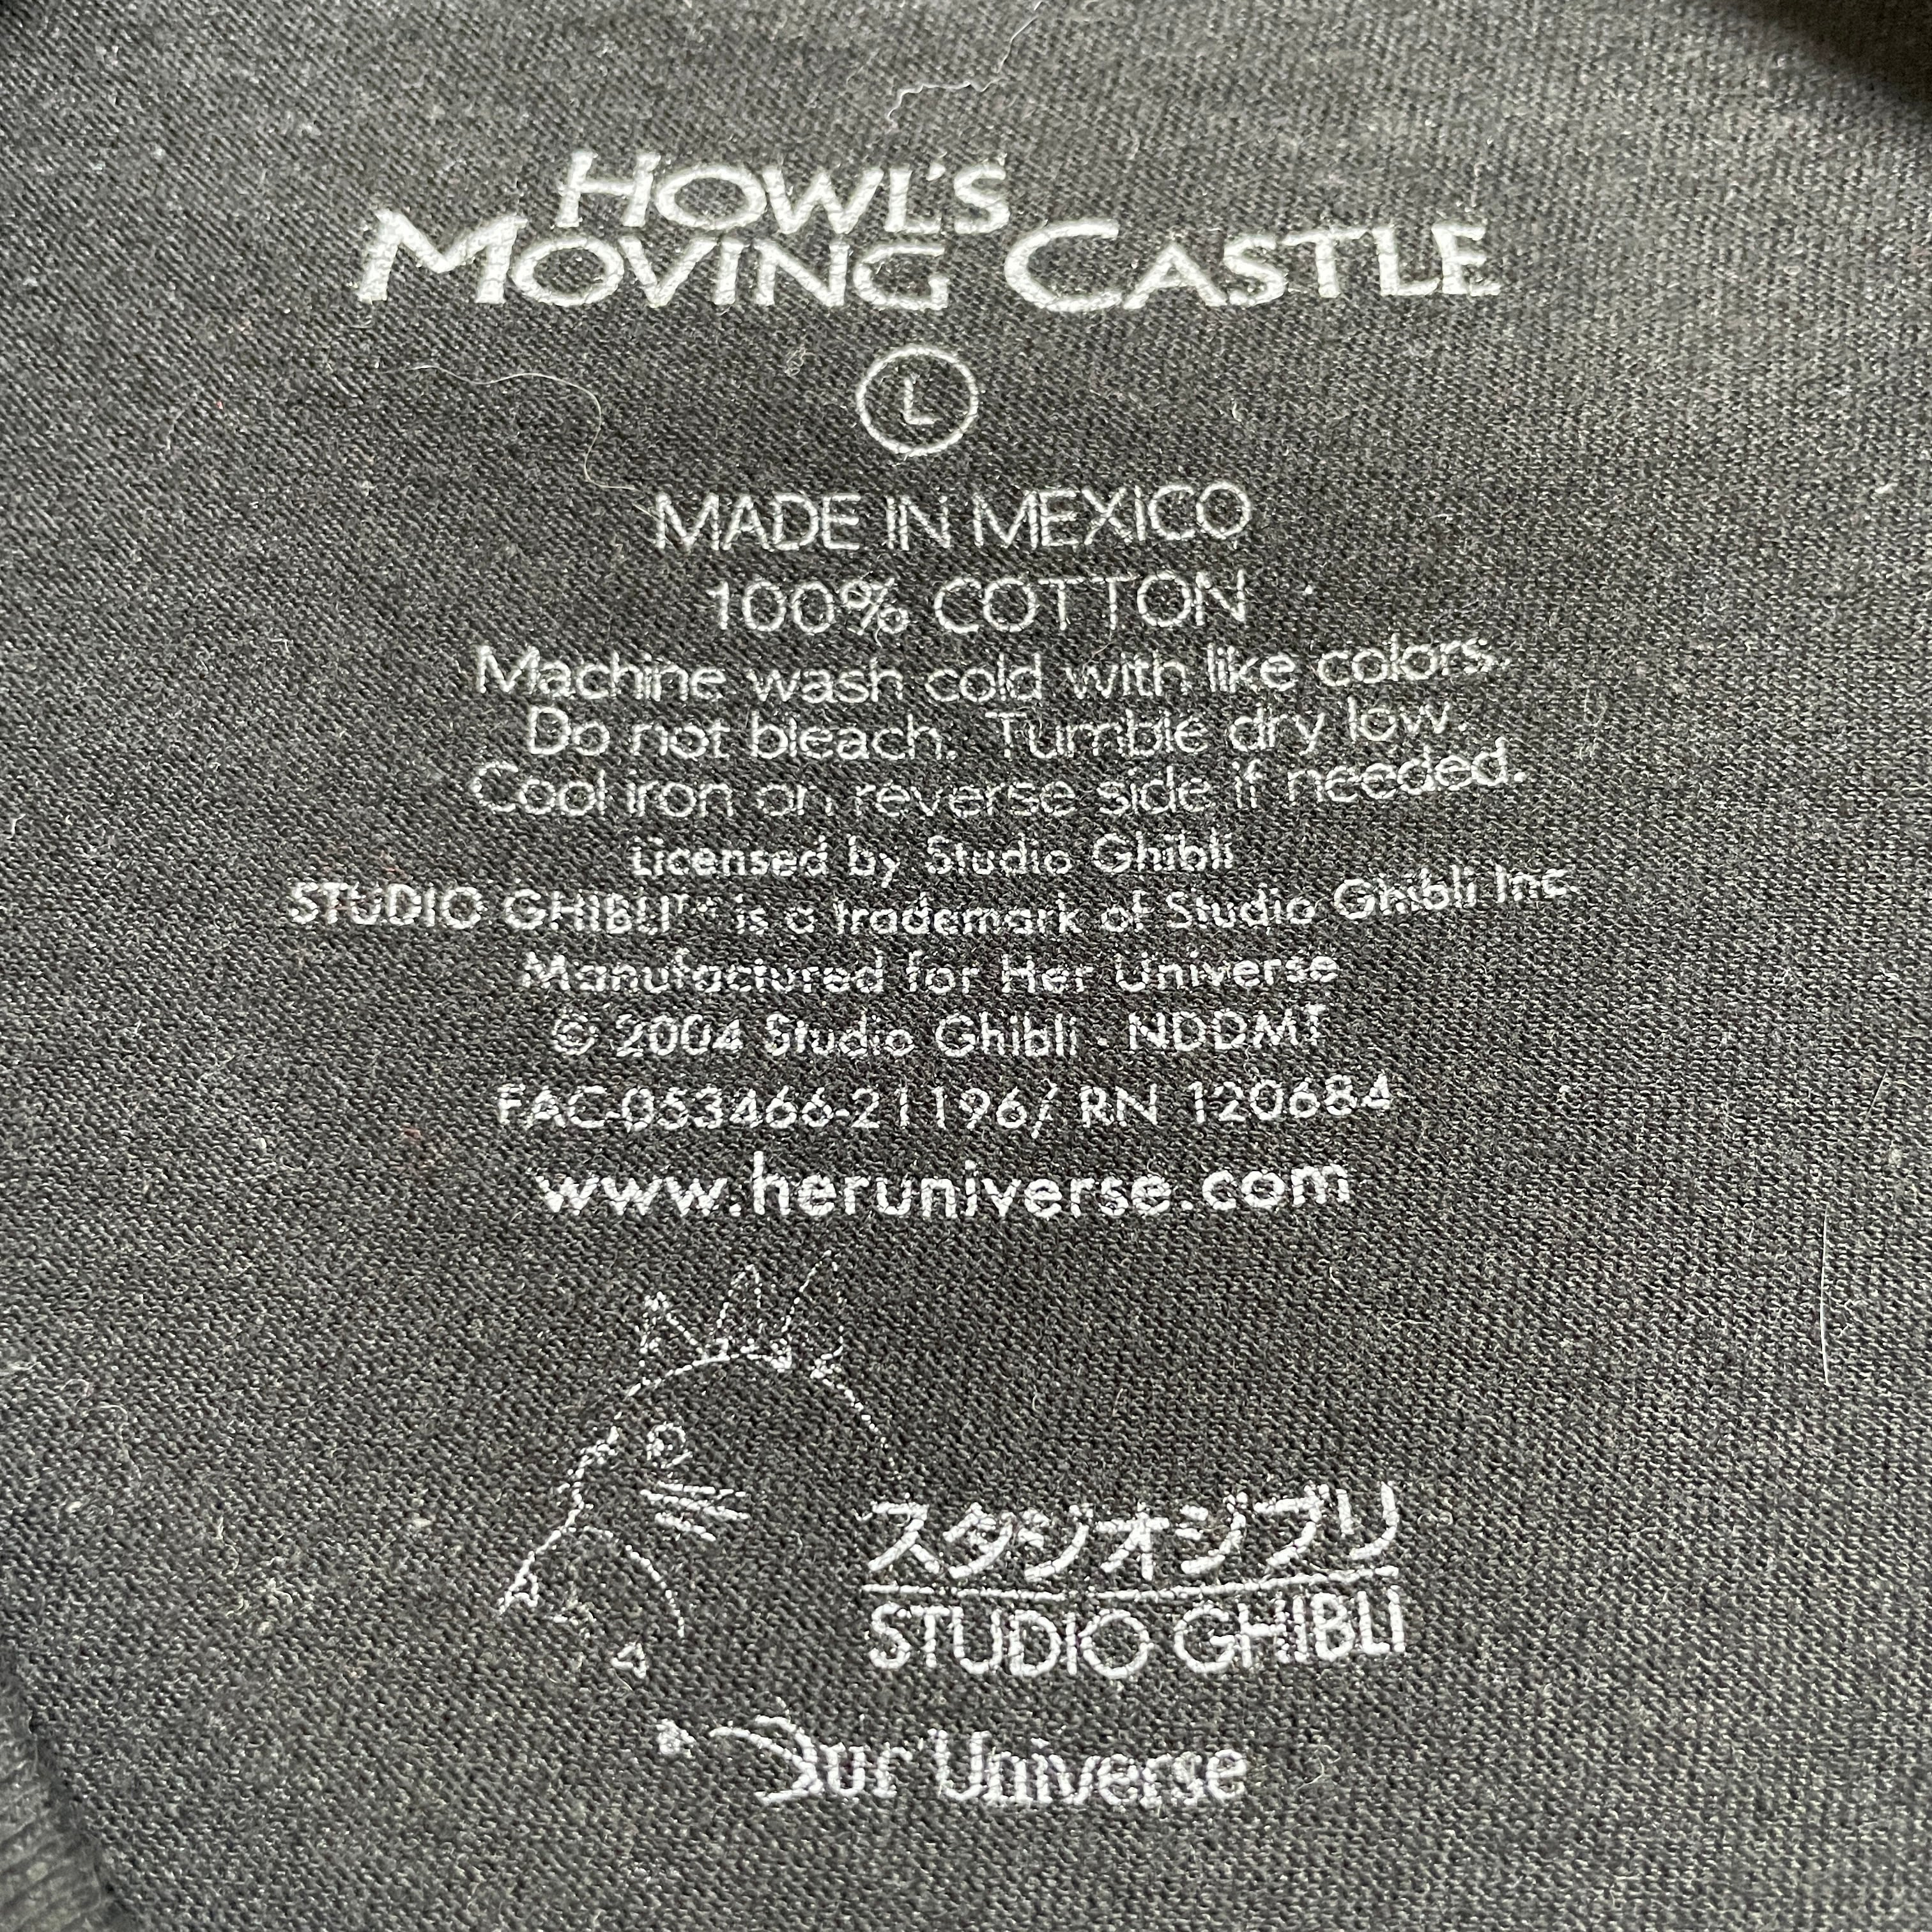 HOWL'S
MOVING CASTLE
L
MADE IN MEXICO
100% COTTON
Machine wash cold with like colors.
Do not bleach. Tumble dry low.
Cool iron on reverse side if needed.
Licensed by Studio Ghibli
STUDIO GHIBLI™ is a trademark of Studio Ghibli Inc.
Manufactured for Her Universe
© 2004 Studio Ghibli · NDDMT
FAC-053466-21196/ RN 120684
www.heruniverse.com
スタジオジブリ
STUDIO GHIBLI
Our Universe